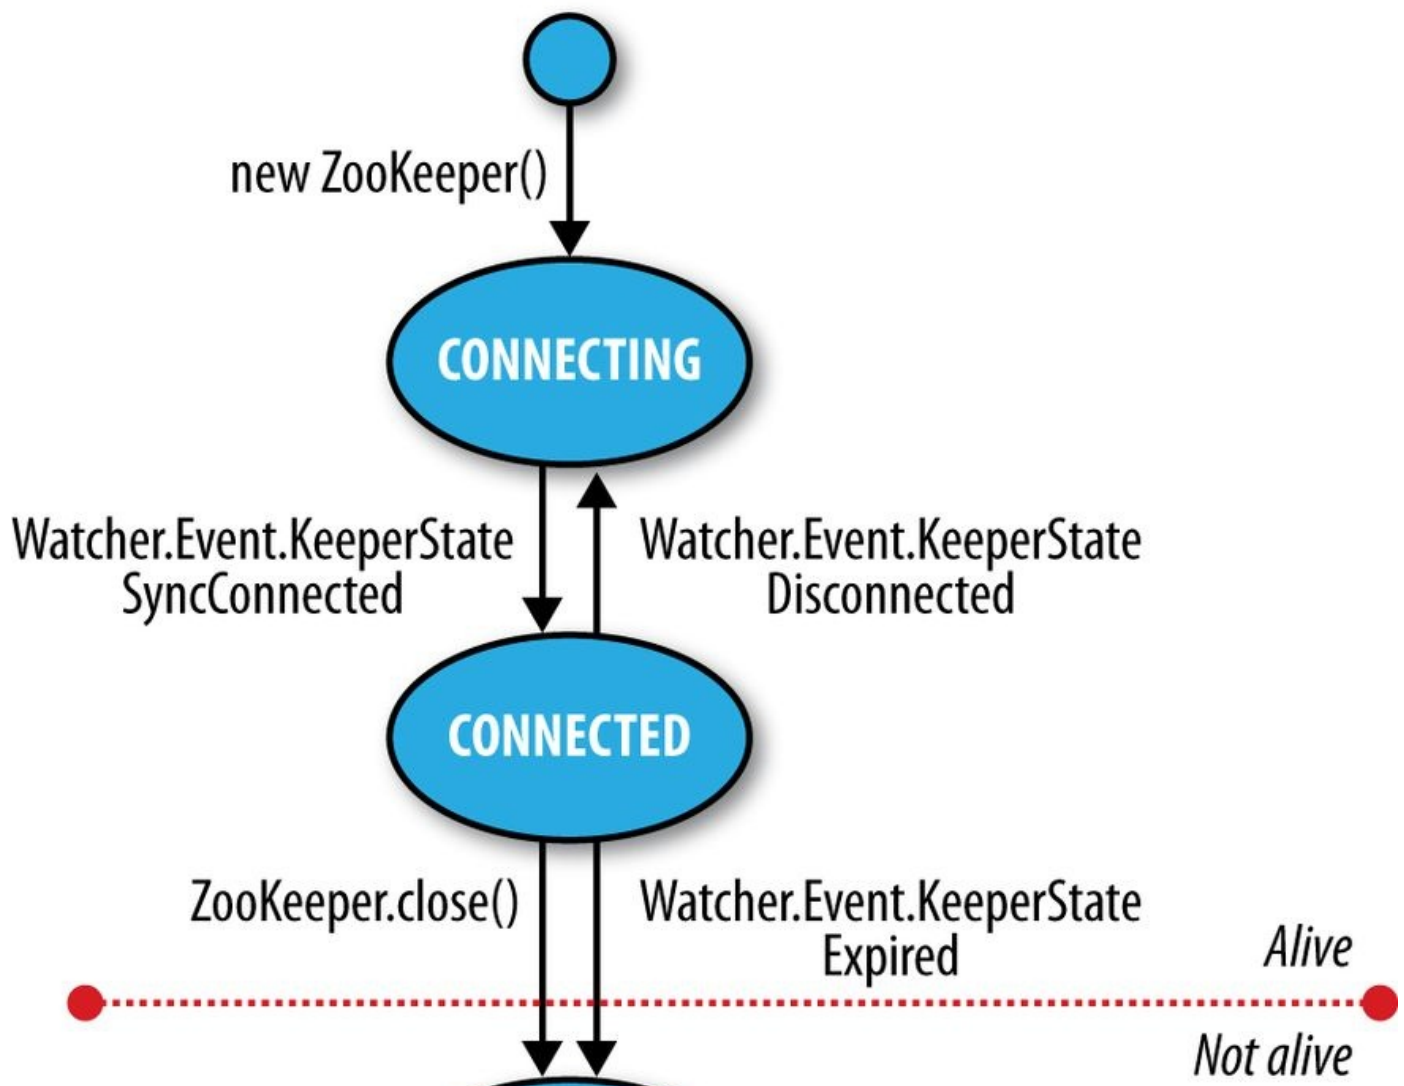 new ZooKeeper()
CONNECTING
Watcher.Event.KeeperState
SyncConnected
Watcher.Event.KeeperState
Disconnected
CONNECTED
ZooKeeper.close()
Watcher.Event.KeeperState
Expired
Alive
Not alive